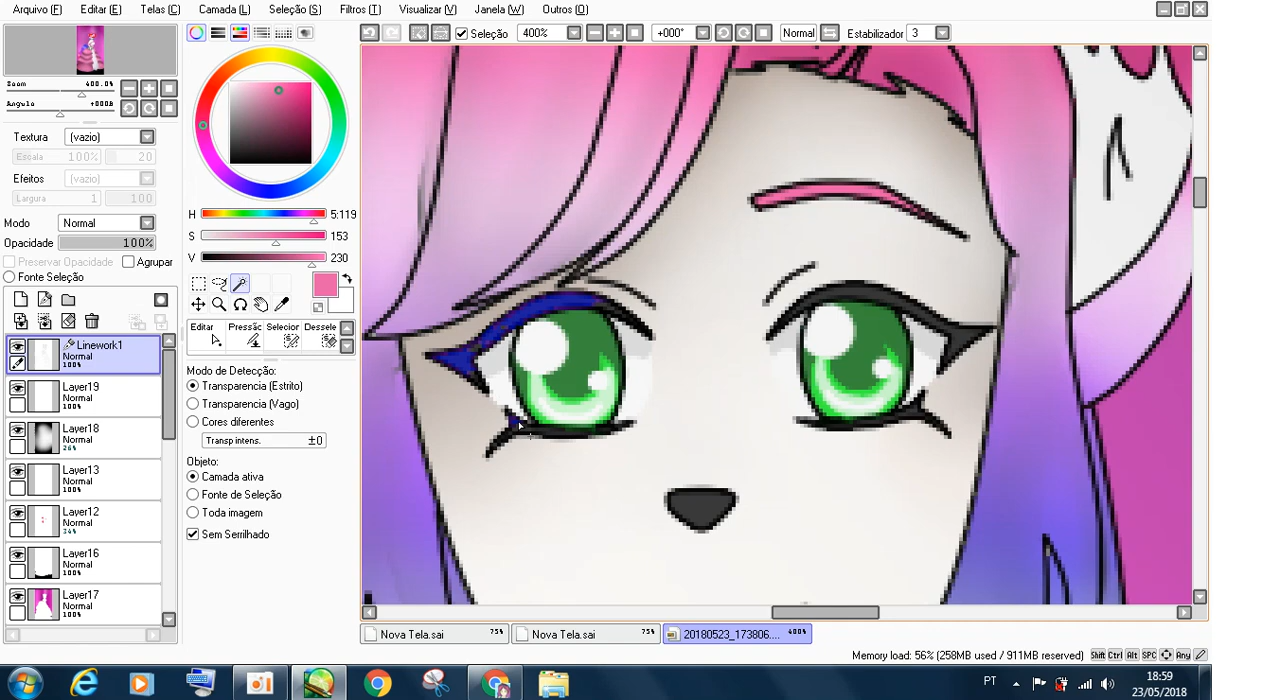 Arquivo (F) Editar (E) Telas (C) Camada (L) Seleção (S) Filtros (T) Visualizar (V) Janela (W) Outros (O)
Seleção 400% +000° Normal Estabilizador 3
Zoom 400.0%
Angulo +000θ
Textura (vazio)
Escala 100% 20
Efeitos (vazio)
Largura 1 100
Modo Normal
Opacidade 100%
Preservar Opacidade Agrupar
Fonte Seleção
H 5:119
S 153
V 230
Editar Pressão Selecior Dessele
Linework1
Normal
100%
Layer19
Normal
100%
Layer18
Normal
26%
Layer13
Normal
100%
Layer12
Normal
34%
Layer16
Normal
100%
Layer17
Normal
100%
Modo de Detecção:
Transparencia (Estrito)
Transparencia (Vago)
Cores diferentes
Transp intens. ±0
Objeto:
Camada ativa
Fonte de Seleção
Toda imagem
Sem Serrilhado
Nova Tela.sai 75% Nova Tela.sai 75% 20180523_173806.... 400%
Memory load: 56% (258MB used / 911MB reserved) Shift Ctrl Alt SPC Any
PT 18:59
23/05/2018